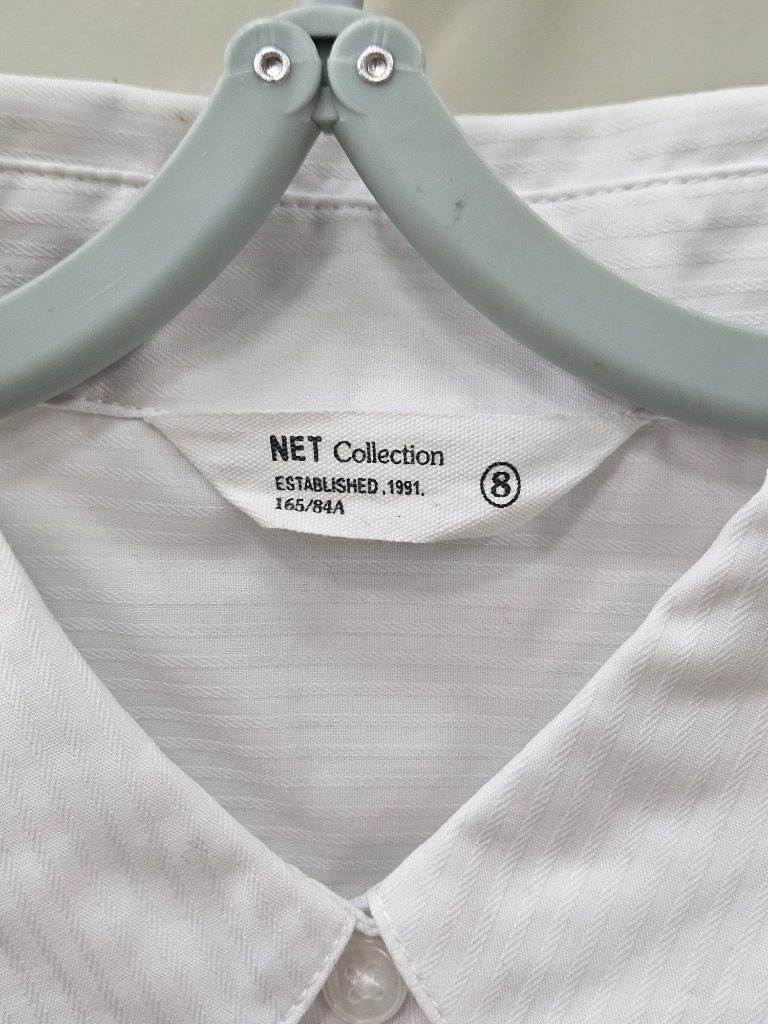 NET Collection
ESTABLISHED.1991.
165/84A
8